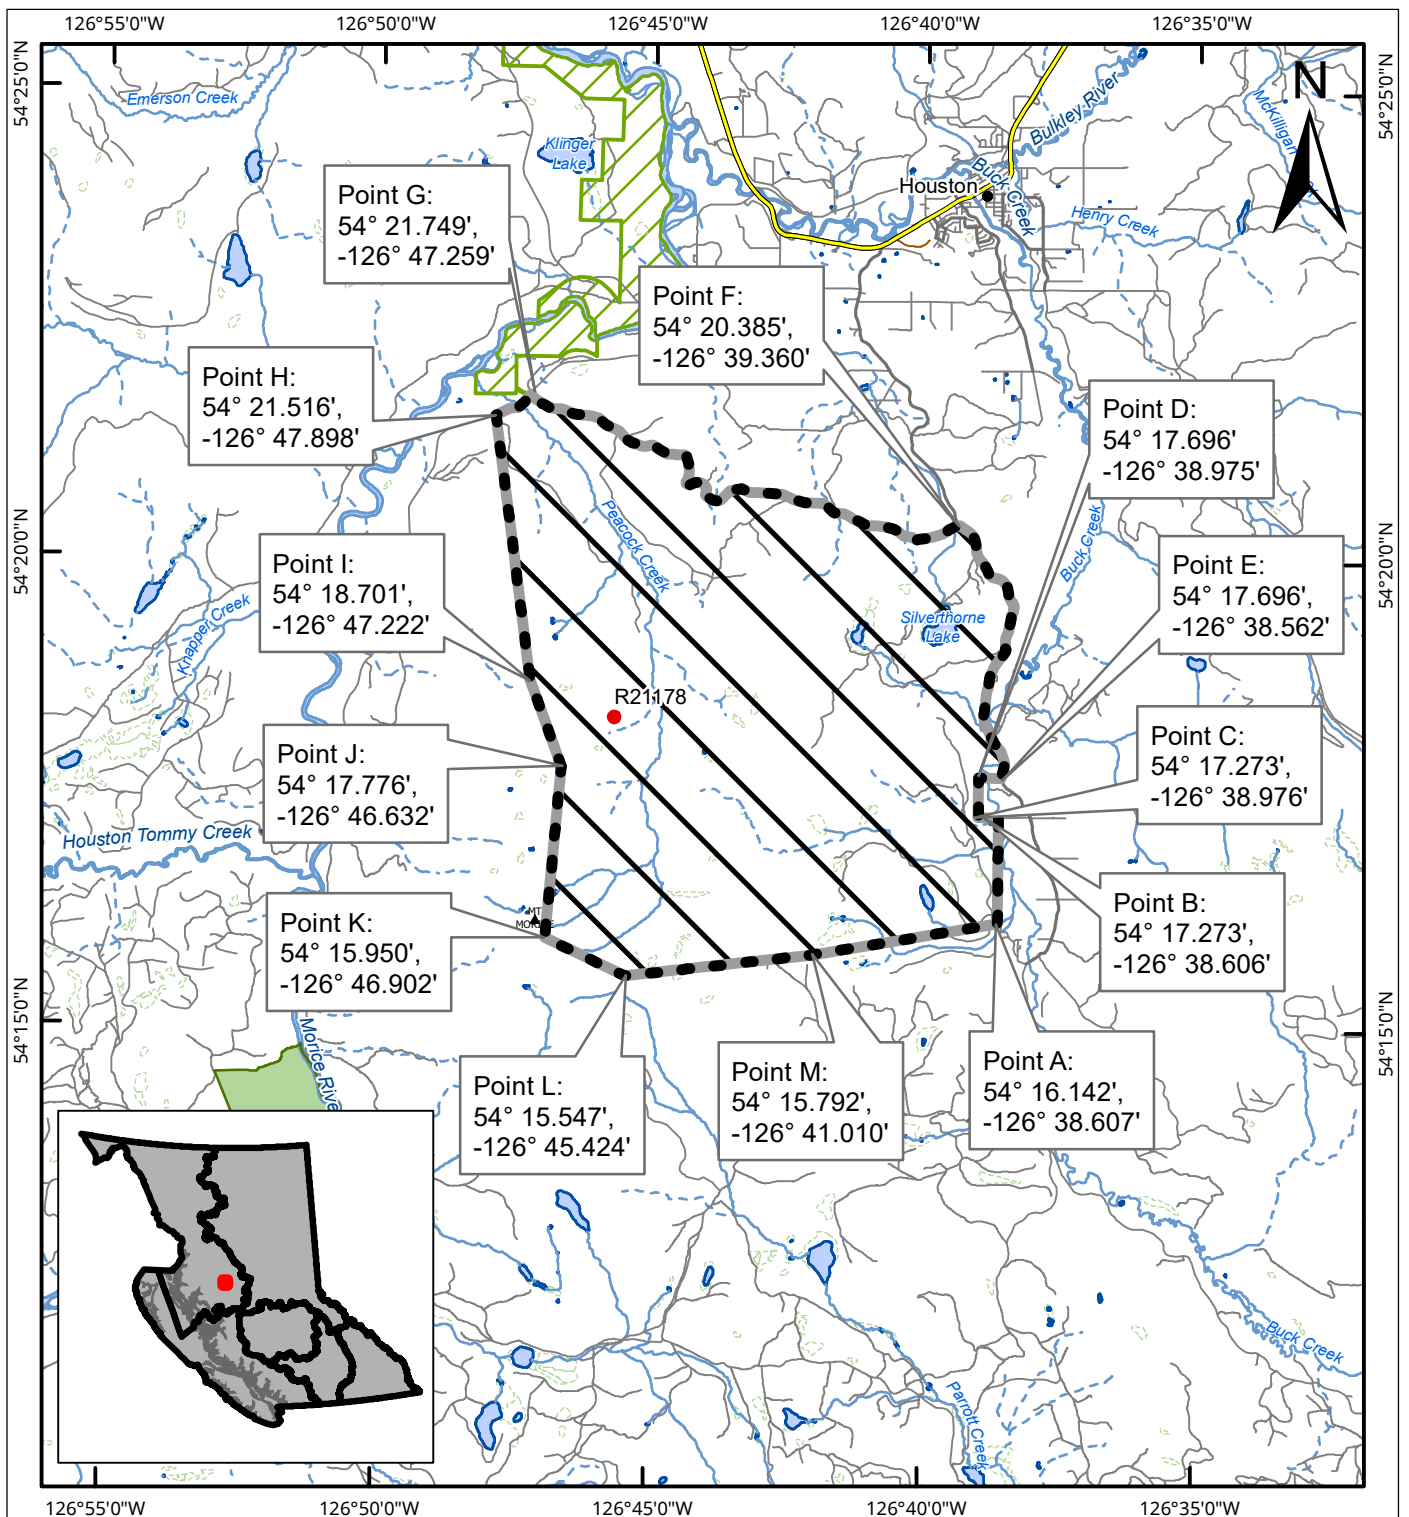 126°55'0"W
126°50'0"W
126°45'0"W
126°40'0"W
126°35'0"W
54°25'0"N
54°25'0"N
Emerson Creek
Klinger
Lake
Bulkley River
McKilligan
N
Buck Creek
Houston
Henry Creek
Point G:
54° 21.749',
-126° 47.259'
Point F:
54° 20.385',
-126° 39.360'
Point H:
54° 21.516',
-126° 47.898'
Point D:
54° 17.696'
-126° 38.975'
Peacock Creek
Buck Creek
54°20'0"N
54°20'0"N
Point I:
54° 18.701',
-126° 47.222'
Point E:
54° 17.696',
-126° 38.562'
Knapper Creek
Silverthorne
Lake
R21178
Point J:
54° 17.776',
-126° 46.632'
Point C:
54° 17.273',
-126° 38.976'
Houston Tommy Creek
Point K:
54° 15.950',
-126° 46.902'
MT
Point B:
54° 17.273',
-126° 38.606'
54°15'0"N
54°15'0"N
Morice River
Point L:
54° 15.547',
-126° 45.424'
Point M:
54° 15.792',
-126° 41.010'
Point A:
54° 16.142',
-126° 38.607'
Buck Creek
Parrott Creek
126°55'0"W
126°50'0"W
126°45'0"W
126°40'0"W
126°35'0"W